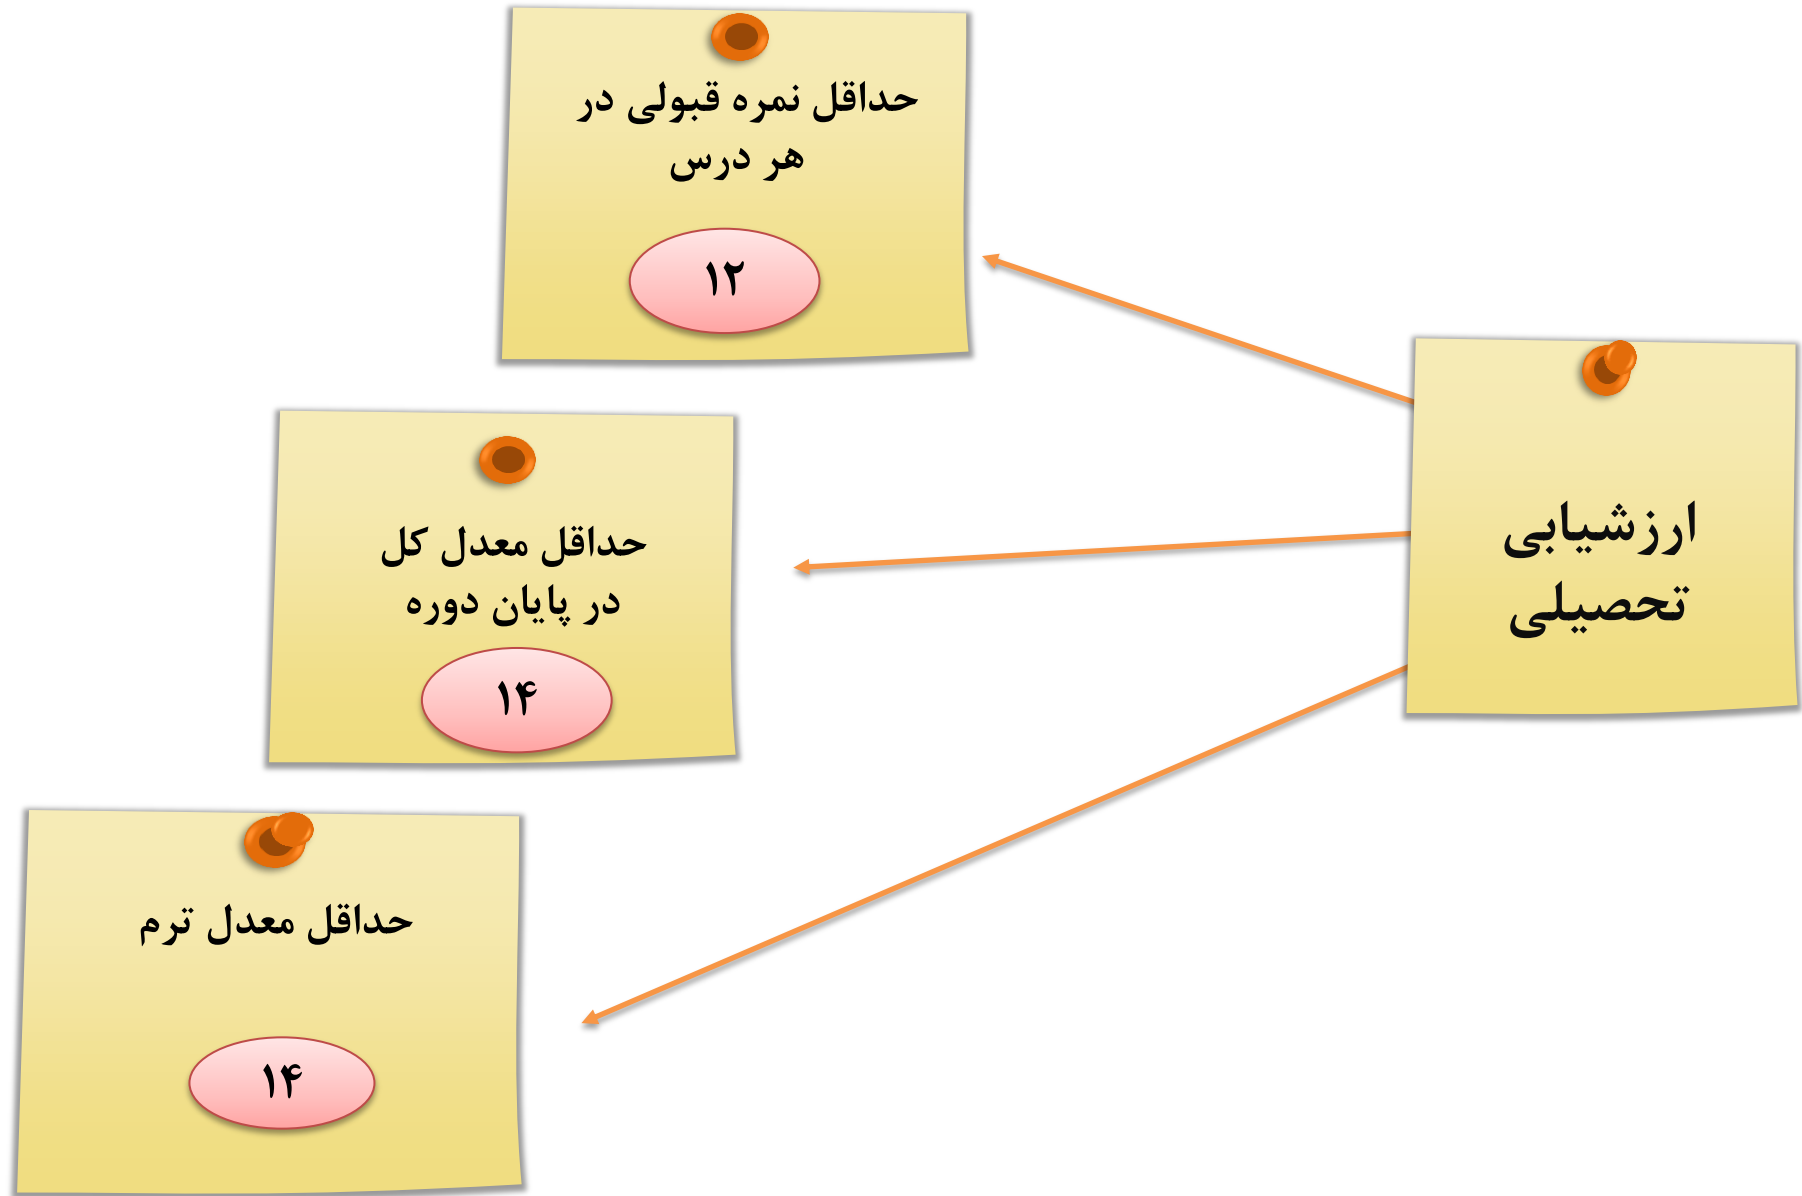 حداقل نمره قبولی در
هر درس
۱۲
ارزشیابی
تحصیلی
حداقل معدل کل
در پایان دوره
۱۴
حداقل معدل ترم
۱۴